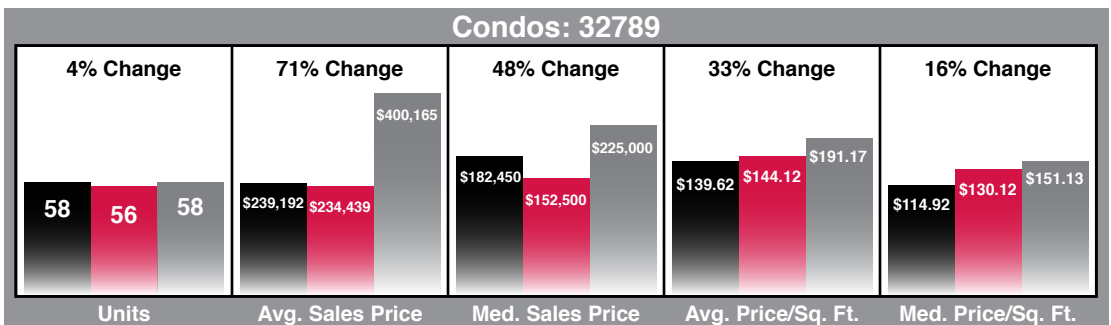 Condos: 32789
4% Change
58
56
58
Units
71% Change
$239,192
$234,439
$400,165
Avg. Sales Price
48% Change
$182,450
$152,500
$225,000
Med. Sales Price
33% Change
$139.62
$144.12
$191.17
Avg. Price/Sq. Ft.
16% Change
$114.92
$130.12
$151.13
Med. Price/Sq. Ft.